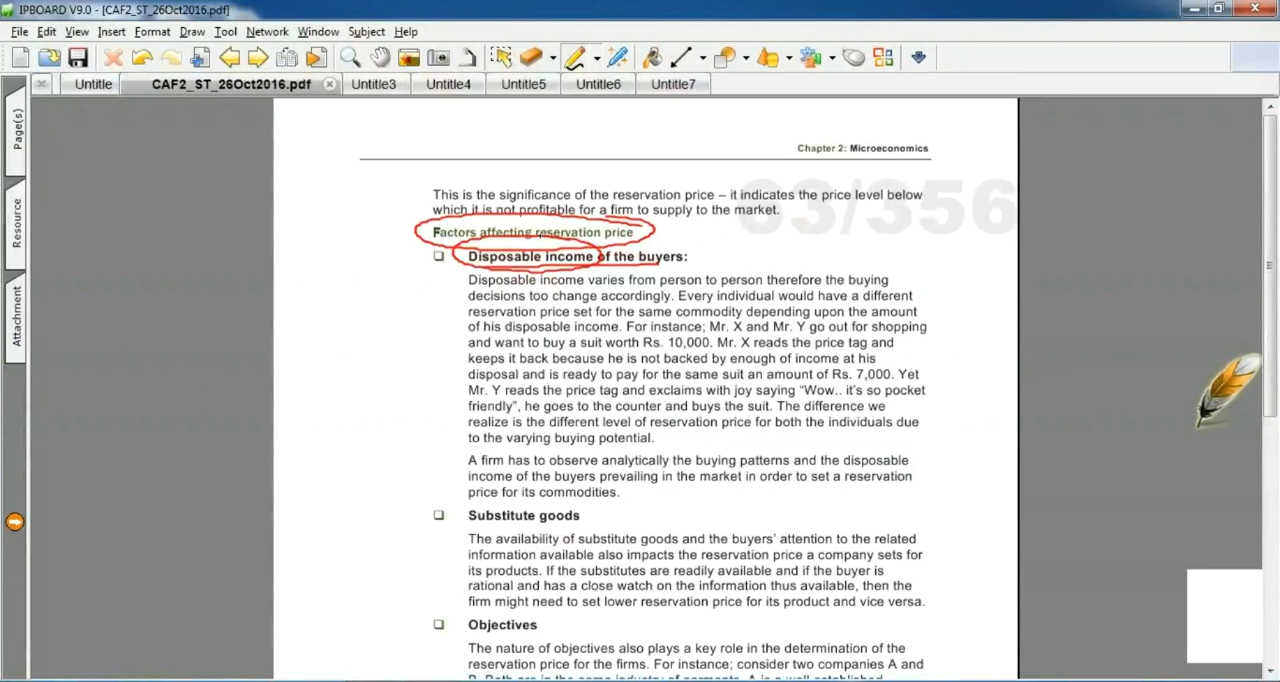 IPBOARD V9.0 - [CAF2_ST_26Oct2016.pdf]
File Edit View Insert Format Draw Tool Network Window Subject Help
Untitle CAF2_ST_26Oct2016.pdf Untitle3 Untitle4 Untitle5 Untitle6 Untitle7
Page(s)
Resource
Attachment
Chapter 2: Microeconomics
03/356
This is the significance of the reservation price – it indicates the price level below
which it is not profitable for a firm to supply to the market.
Factors affecting reservation price
Disposable income of the buyers:
Disposable income varies from person to person therefore the buying
decisions too change accordingly. Every individual would have a different
reservation price set for the same commodity depending upon the amount
of his disposable income. For instance; Mr. X and Mr. Y go out for shopping
and want to buy a suit worth Rs. 10,000. Mr. X reads the price tag and
keeps it back because he is not backed by enough of income at his
disposal and is ready to pay for the same suit an amount of Rs. 7,000. Yet
Mr. Y reads the price tag and exclaims with joy saying “Wow.. it’s so pocket
friendly”, he goes to the counter and buys the suit. The difference we
realize is the different level of reservation price for both the individuals due
to the varying buying potential.
A firm has to observe analytically the buying patterns and the disposable
income of the buyers prevailing in the market in order to set a reservation
price for its commodities.
Substitute goods
The availability of substitute goods and the buyers’ attention to the related
information available also impacts the reservation price a company sets for
its products. If the substitutes are readily available and if the buyer is
rational and has a close watch on the information thus available, then the
firm might need to set lower reservation price for its product and vice versa.
Objectives
The nature of objectives also plays a key role in the determination of the
reservation price for the firms. For instance; consider two companies A and
B. Both are in the same industry of garments. A is a well established